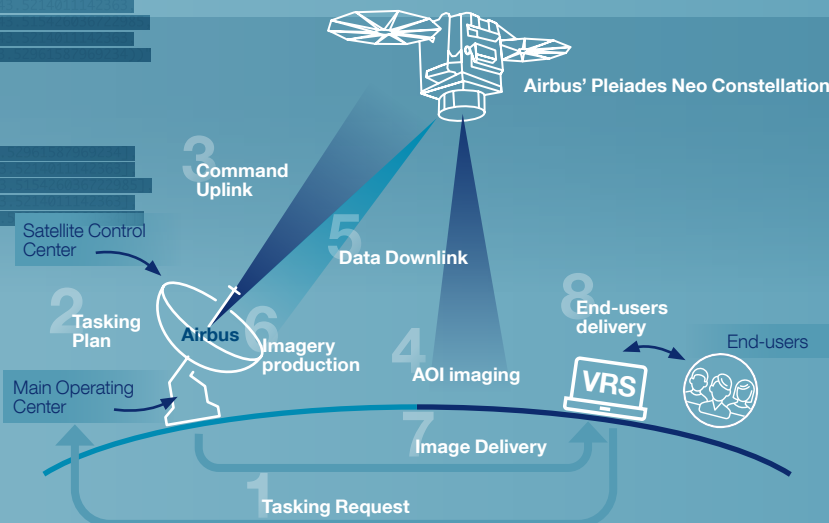 Airbus’ Pleiades Neo Constellation
3
Command
Uplink
Satellite Control
Center
5
Data Downlink
2
Tasking
Plan
Airbus
6
Imagery
production
4
AOI imaging
8
End-users
delivery
End-users
VRS
Main Operating
Center
7
Image Delivery
1
Tasking Request